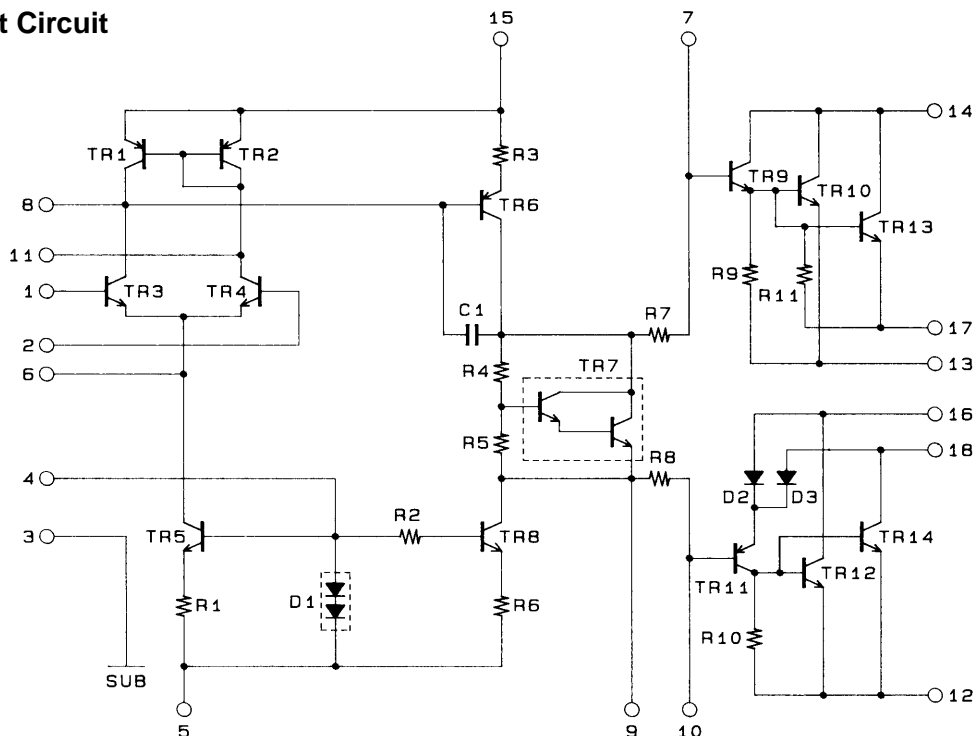 t Circuit
15
7
14
TR1
TR2
R3
TR9
TR10
8
TR6
TR13
11
R9
R11
1
TR3
TR4
C1
R7
17
2
13
6
R4
TR7
16
R5
18
R8
4
D2
D3
R2
3
TR5
TR8
TR14
TR11
TR12
D1
R1
R6
R10
SUB
12
5
9
10